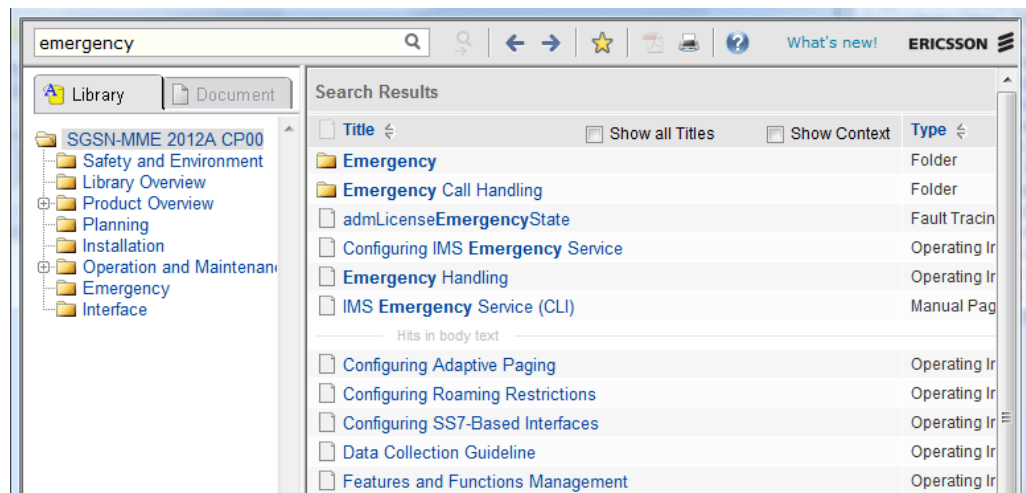 emergency
What's new!
ERICSSON
Library
Document
SGSN-MME 2012A CP00
Safety and Environment
Library Overview
Product Overview
Planning
Installation
Operation and Maintenan
Emergency
Interface
Search Results
Title Show all Titles Show Context Type
Emergency Folder
Emergency Call Handling Folder
admLicenseEmergencyState Fault Tracin
Configuring IMS Emergency Service Operating Ir
Emergency Handling Operating Ir
IMS Emergency Service (CLI) Manual Pag
Hits in body text
Configuring Adaptive Paging Operating Ir
Configuring Roaming Restrictions Operating Ir
Configuring SS7-Based Interfaces Operating Ir
Data Collection Guideline Operating Ir
Features and Functions Management Operating Ir